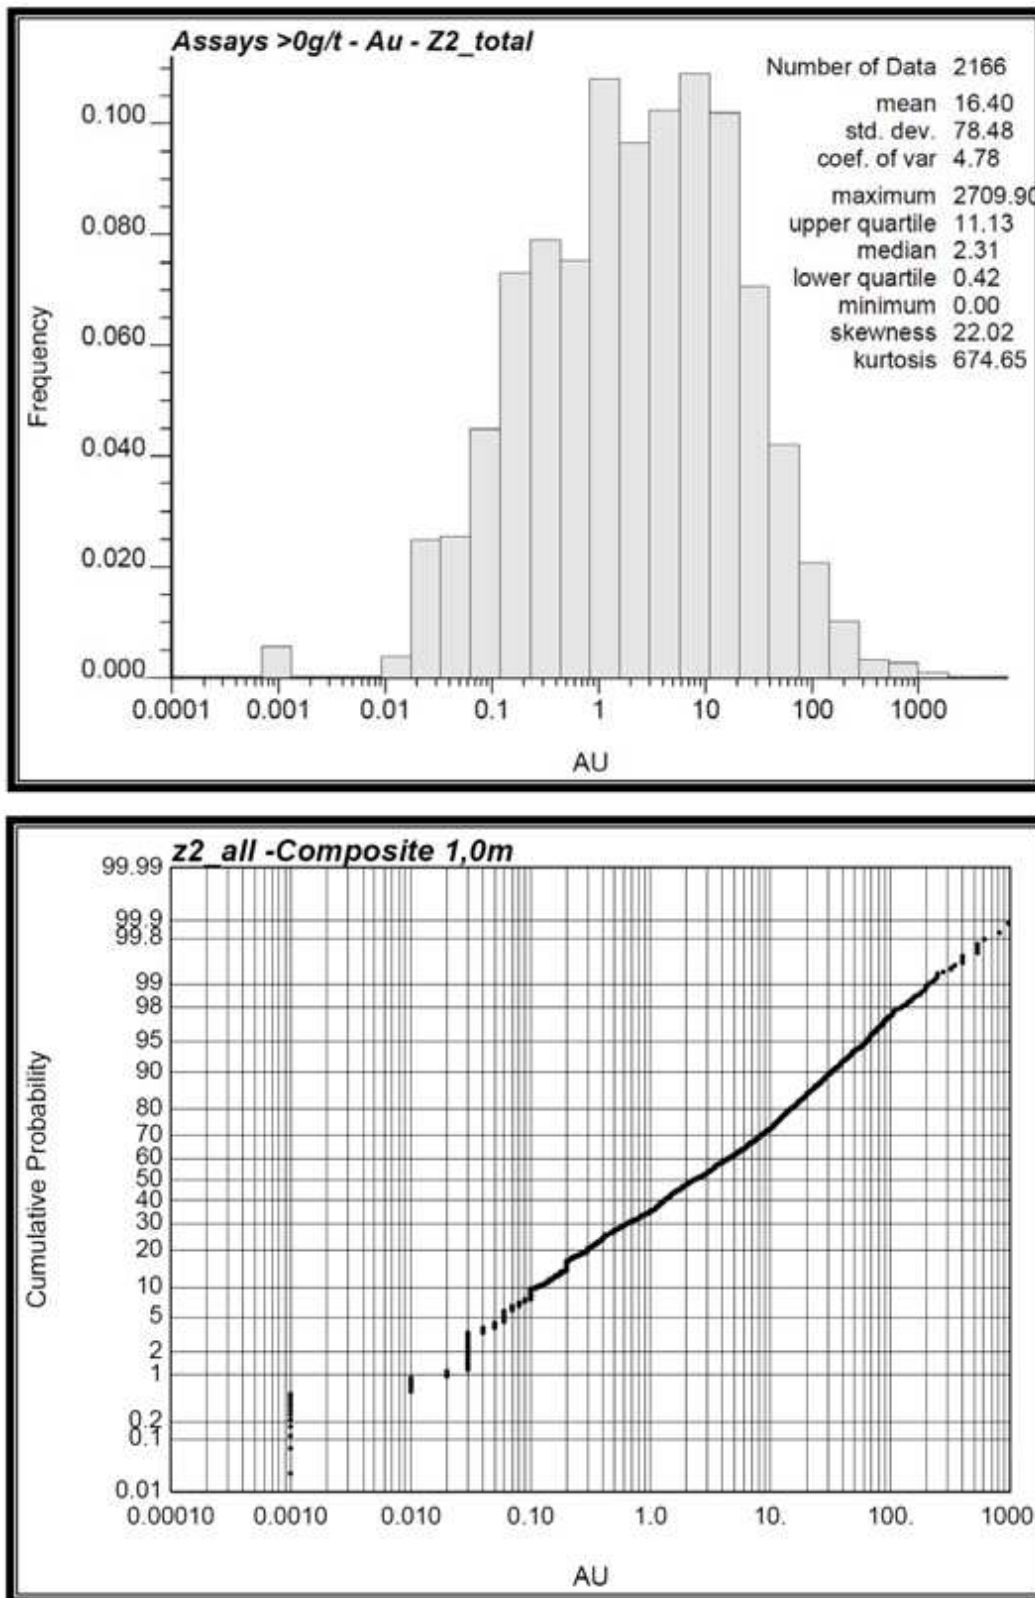 Assays >0g/t - Au - Z2_total
Number of Data 2166
mean 16.40
std. dev. 78.48
coef. of var 4.78
maximum 2709.90
upper quartile 11.13
median 2.31
lower quartile 0.42
minimum 0.00
skewness 22.02
kurtosis 674.65
Frequency
0.100
0.080
0.060
0.040
0.020
0.000
0.0001 0.001 0.01 0.1 1 10 100 1000
AU
z2_all -Composite 1,0m
Cumulative Probability
99.99
99.9
99.8
99
98
95
90
80
70
60
50
40
30
20
10
5
2
1
0.2
0.1
0.01
0.00010 0.0010 0.010 0.10 1.0 10. 100. 1000
AU